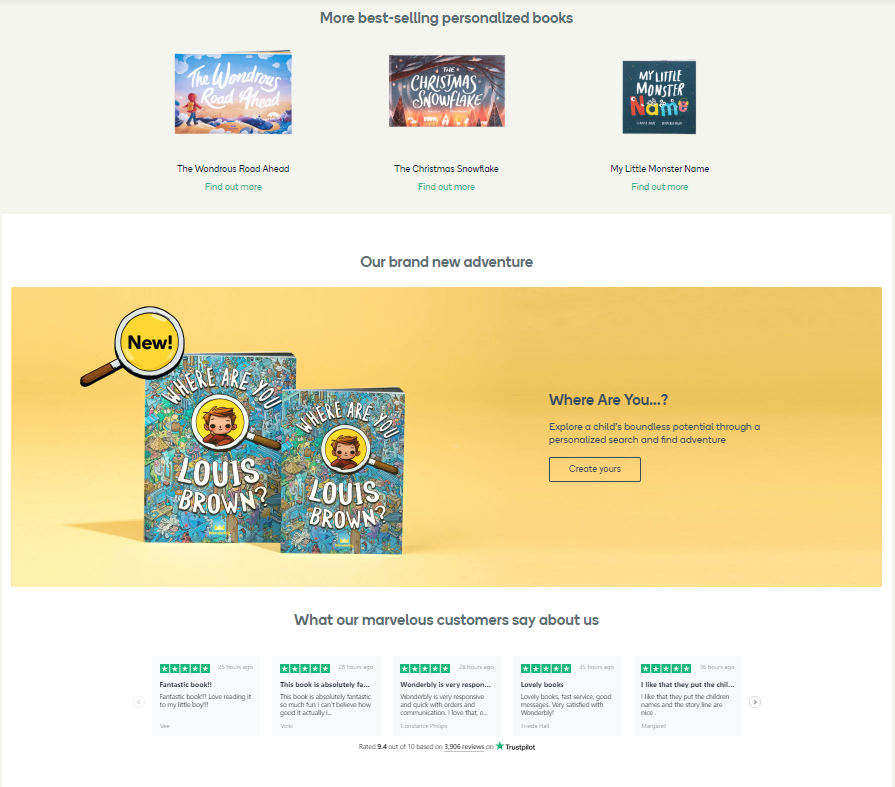 More best-selling personalized books
The Wondrous
Road Ahead
THE
CHRISTMAS
SNOWFLAKE
MY LITTLE
MONSTER
Name
The Wondrous Road Ahead
The Christmas Snowflake
My Little Monster Name
Find out more
Find out more
Find out more
Our brand new adventure
New!
WHERE ARE YOU
LOUIS
BROWN?
WHERE ARE YOU
LOUIS
BROWN?
Where Are You...?
Explore a child's boundless potential through a
personalized search and find adventure
Create yours
What our marvelous customers say about us
25 hours ago
Fantastic book!!
Fantastic book!!! Love reading it
to my little boy!!!
Vee
28 hours ago
This book is absolutely fa...
This book is absolutely fantastic
so much fun I can't believe how
good it actually i...
Vicki
28 hours ago
Wonderbly is very respon...
Wonderbly is very responsive
and quick with orders and
communication. I love that, e...
Constance Philips
35 hours ago
Lovely books
Lovely books, fast service, good
messages. Very satisfied with
Wonderbly!
Frieda Hall
36 hours ago
I like that they put the chil...
I like that they put the children
names and the story line are
nice .
Margaret
Rated 9.4 out of 10 based on 3,906 reviews on Trustpilot